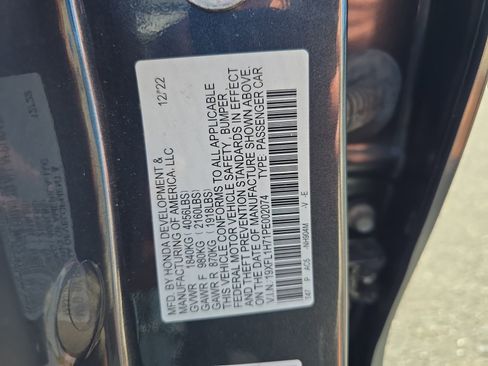 MFD. BY HONDA DEVELOPMENT &
MANUFACTURING OF AMERICA, LLC 12/22
GVWR 1840KG ( 4056LBS)
GAWR F 980KG ( 2160LBS)
GAWR R 870KG ( 1918LBS)
THIS VEHICLE CONFORMS TO ALL APPLICABLE
FEDERAL MOTOR VEHICLE SAFETY, BUMPER
AND THEFT PREVENTION STANDARDS IN EFFECT
ON THE DATE OF MANUFACTURE SHOWN ABOVE.
V.I.N.: 19XFL1H71PE002074 TYPE: PASSENGER CAR